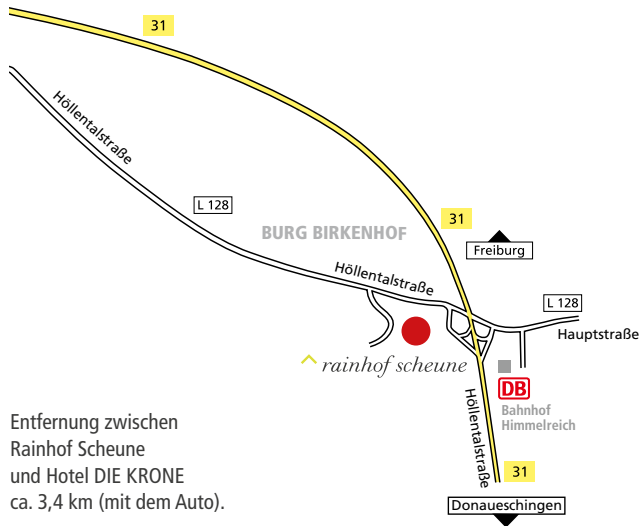 31
Höllentalstraße
L 128
31
BURG BIRKENHOF
Freiburg
Höllentalstraße
L 128
Hauptstraße
rainhof scheune
DB
Bahnhof
Himmelreich
Höllentalstraße
Entfernung zwischen
Rainhof Scheune
und Hotel DIE KRONE
ca. 3,4 km (mit dem Auto).
31
Donaueschingen